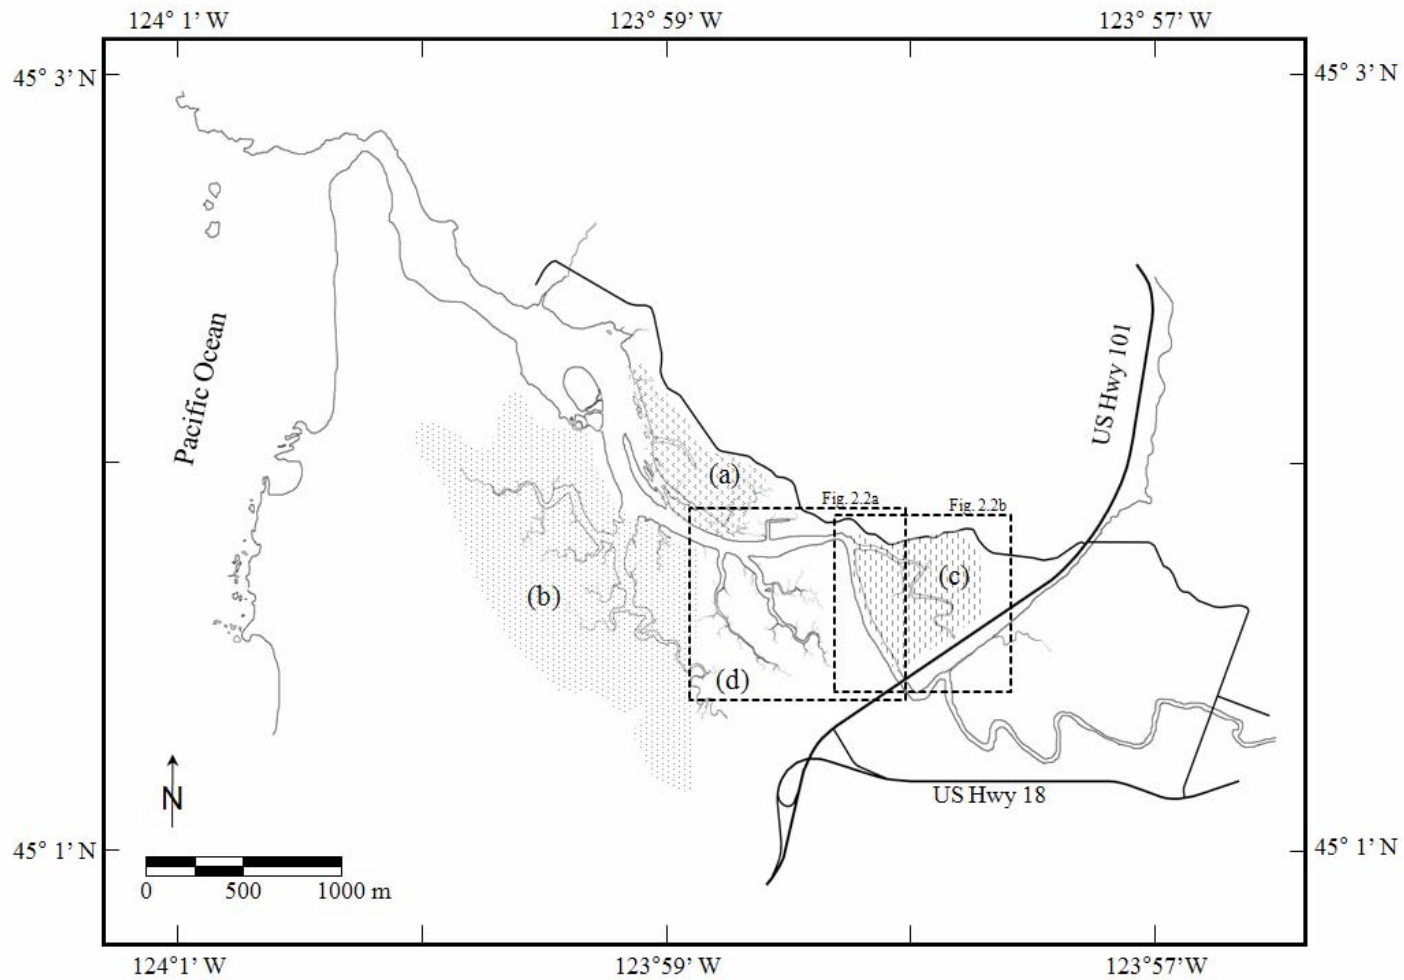 124° 1' W
123° 59' W
123° 57' W
45° 3' N
45° 3' N
Pacific Ocean
US Hwy 101
(a)
Fig. 2.2a
Fig. 2.2b
(c)
(b)
(d)
N
US Hwy 18
45° 1' N
45° 1' N
0 500 1000 m
124°1' W
123° 59' W
123°57' W